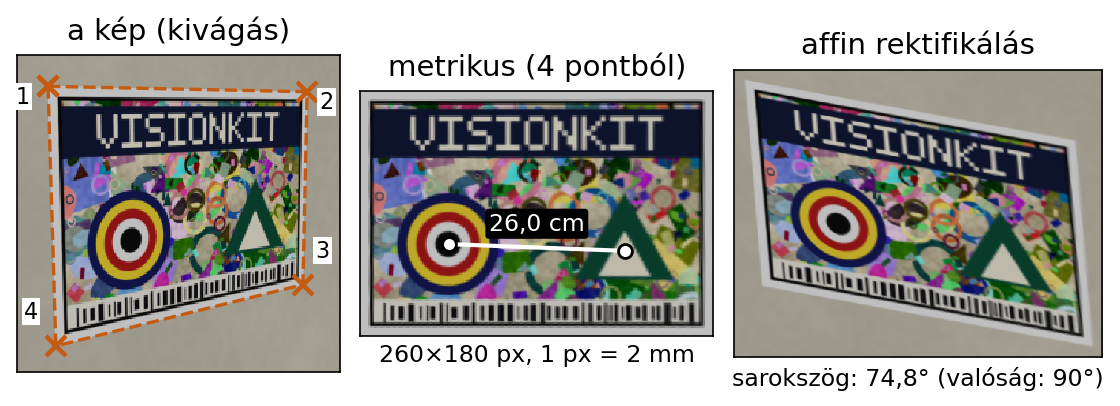 a kép (kivágás)
1
2
3
4
VISIONKIT
metrikus (4 pontból)
VISIONKIT
26,0 cm
260×180 px, 1 px = 2 mm
affin rektifikálás
VISIONKIT
sarokszög: 74,8° (valóság: 90°)